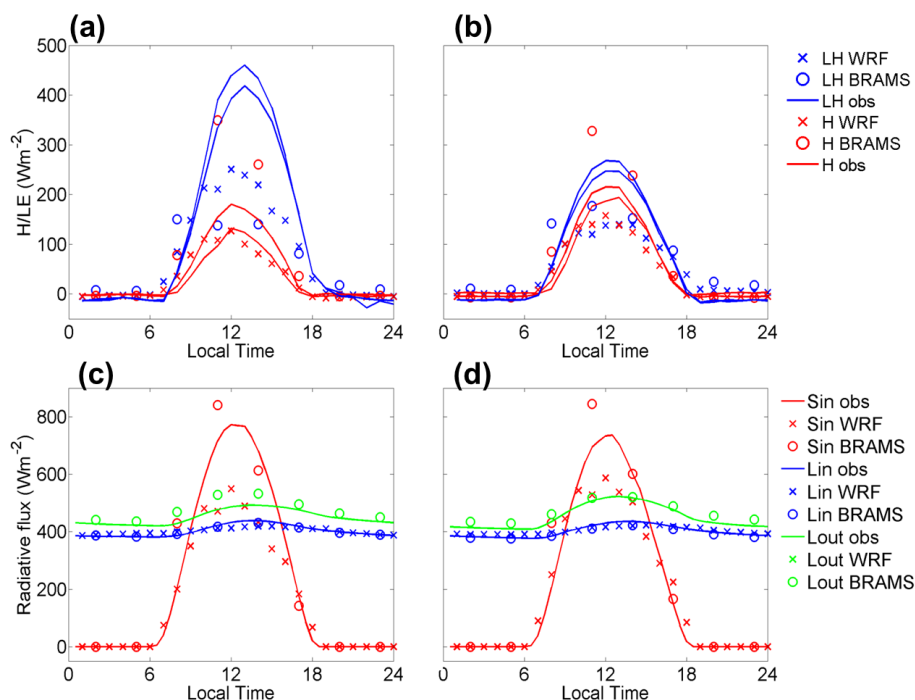 (a)
(b)
500
400
300
200
100
0
H/LE (Wm-2)
0 6 12 18 24
Local Time
0 6 12 18 24
Local Time
LH WRF
LH BRAMS
LH obs
H WRF
H BRAMS
H obs
(c)
(d)
800
600
400
200
0
Radiative flux (Wm-2)
0 6 12 18 24
Local Time
0 6 12 18 24
Local Time
Sin obs
Sin WRF
Sin BRAMS
Lin obs
Lin WRF
Lin BRAMS
Lout obs
Lout WRF
Lout BRAMS